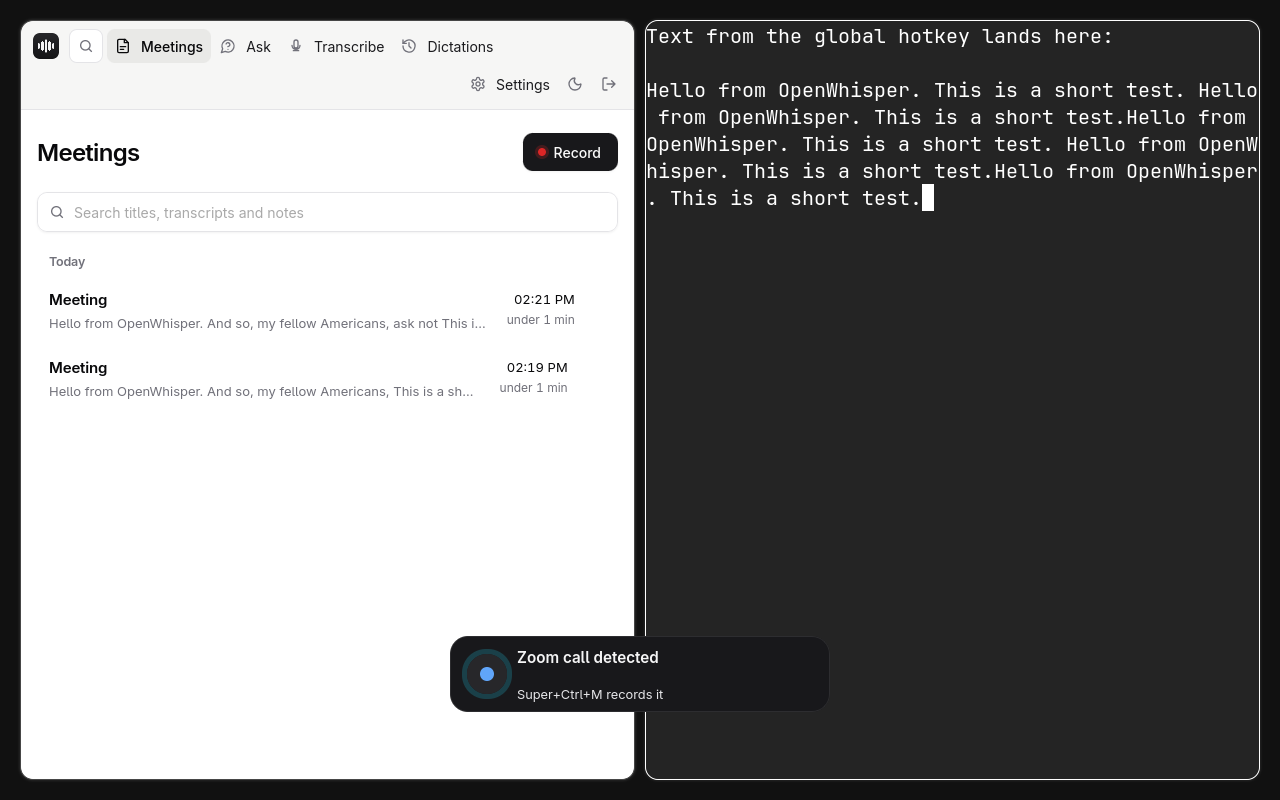 Meetings
Ask
Transcribe
Dictations
Settings
Meetings
Record
Search titles, transcripts and notes
Today
Meeting
02:21 PM
Hello from OpenWhisper. And so, my fellow Americans, ask not This i...
under 1 min
Meeting
02:19 PM
Hello from OpenWhisper. And so, my fellow Americans, This is a sh...
under 1 min
Text from the global hotkey lands here:
Hello from OpenWhisper. This is a short test. Hello
from OpenWhisper. This is a short test.Hello from
OpenWhisper. This is a short test. Hello from OpenW
hisper. This is a short test.Hello from OpenWhisper
. This is a short test.
Zoom call detected
Super+Ctrl+M records it